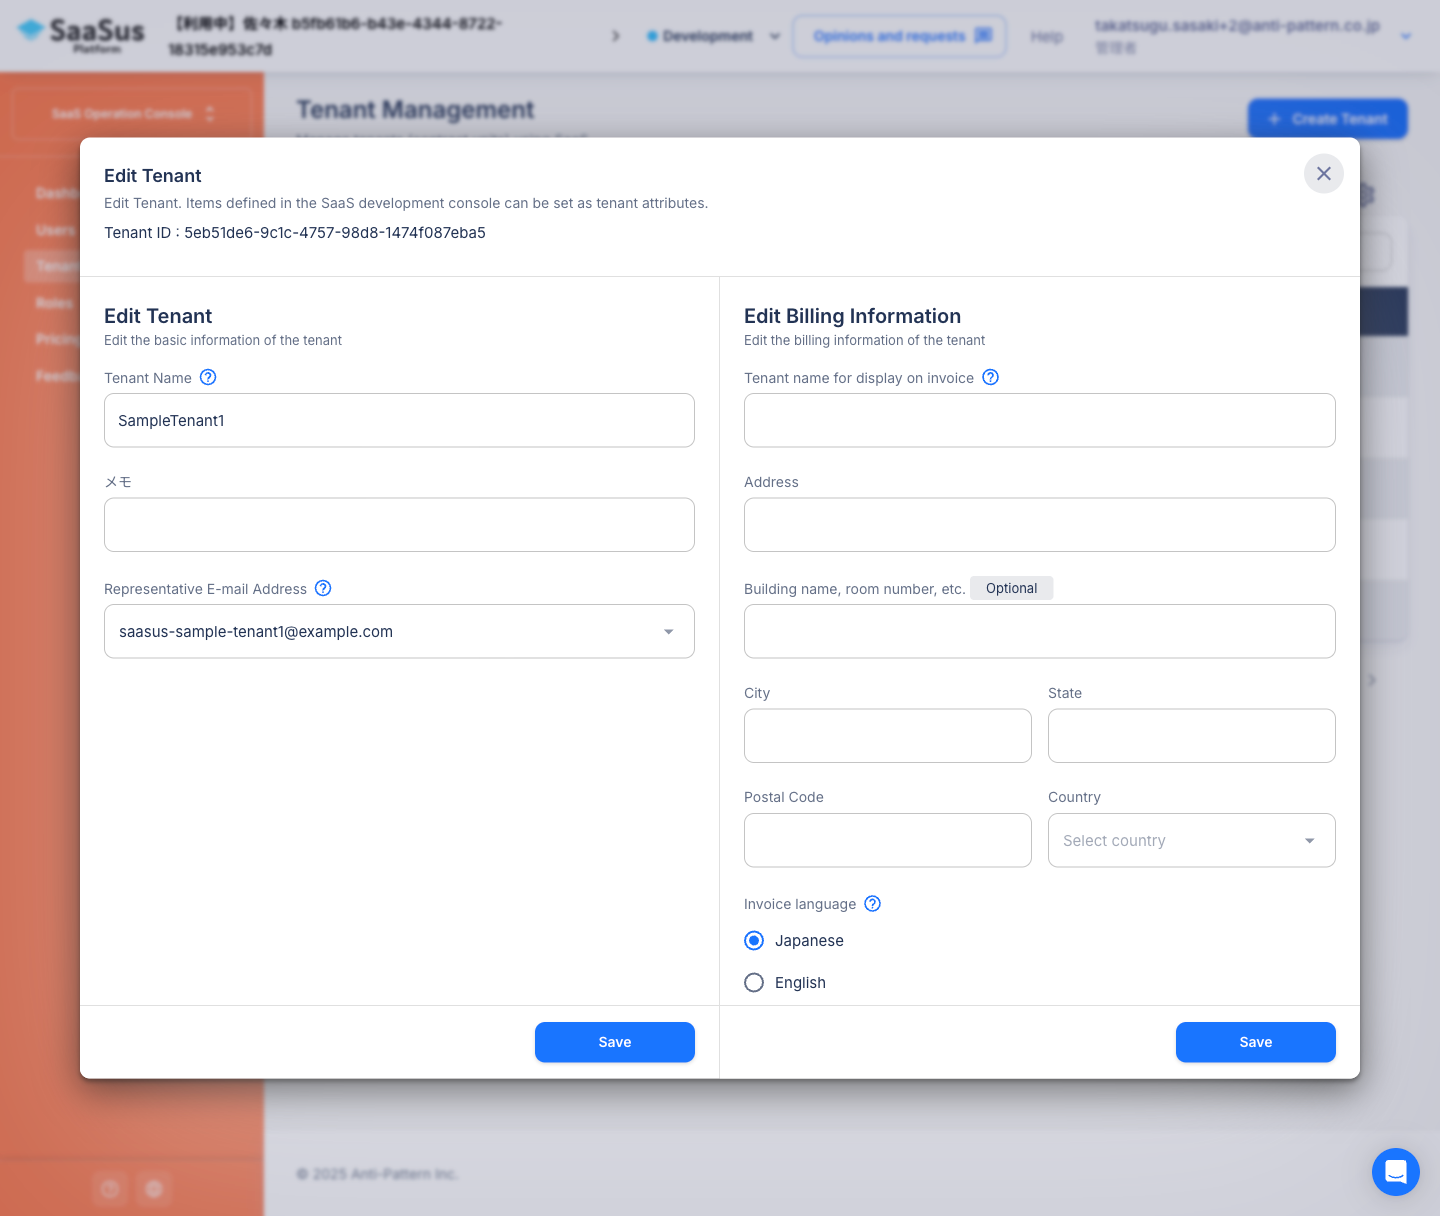 SaaSus
Platform
【利用中】佐々木 b5fb61b6-b43e-4344-8722-
18315e953c7d
Development
Opinions and requests
Help
takatsugu.sasaki+2@anti-pattern.co.jp
管理者
SaaS Operation Console
Tenant Management
Create Tenant
Users
Roles
Edit Tenant
Edit Tenant. Items defined in the SaaS development console can be set as tenant attributes.
Tenant ID : 5eb51de6-9c1c-4757-98d8-1474f087eba5
Edit Tenant
Edit the basic information of the tenant
Tenant Name
SampleTenant1
メモ
Representative E-mail Address
saasus-sample-tenant1@example.com
Save
Edit Billing Information
Edit the billing information of the tenant
Tenant name for display on invoice
Address
Building name, room number, etc. Optional
City
State
Postal Code
Country
Select country
Invoice language
Japanese
English
Save
© 2025 Anti-Pattern Inc.